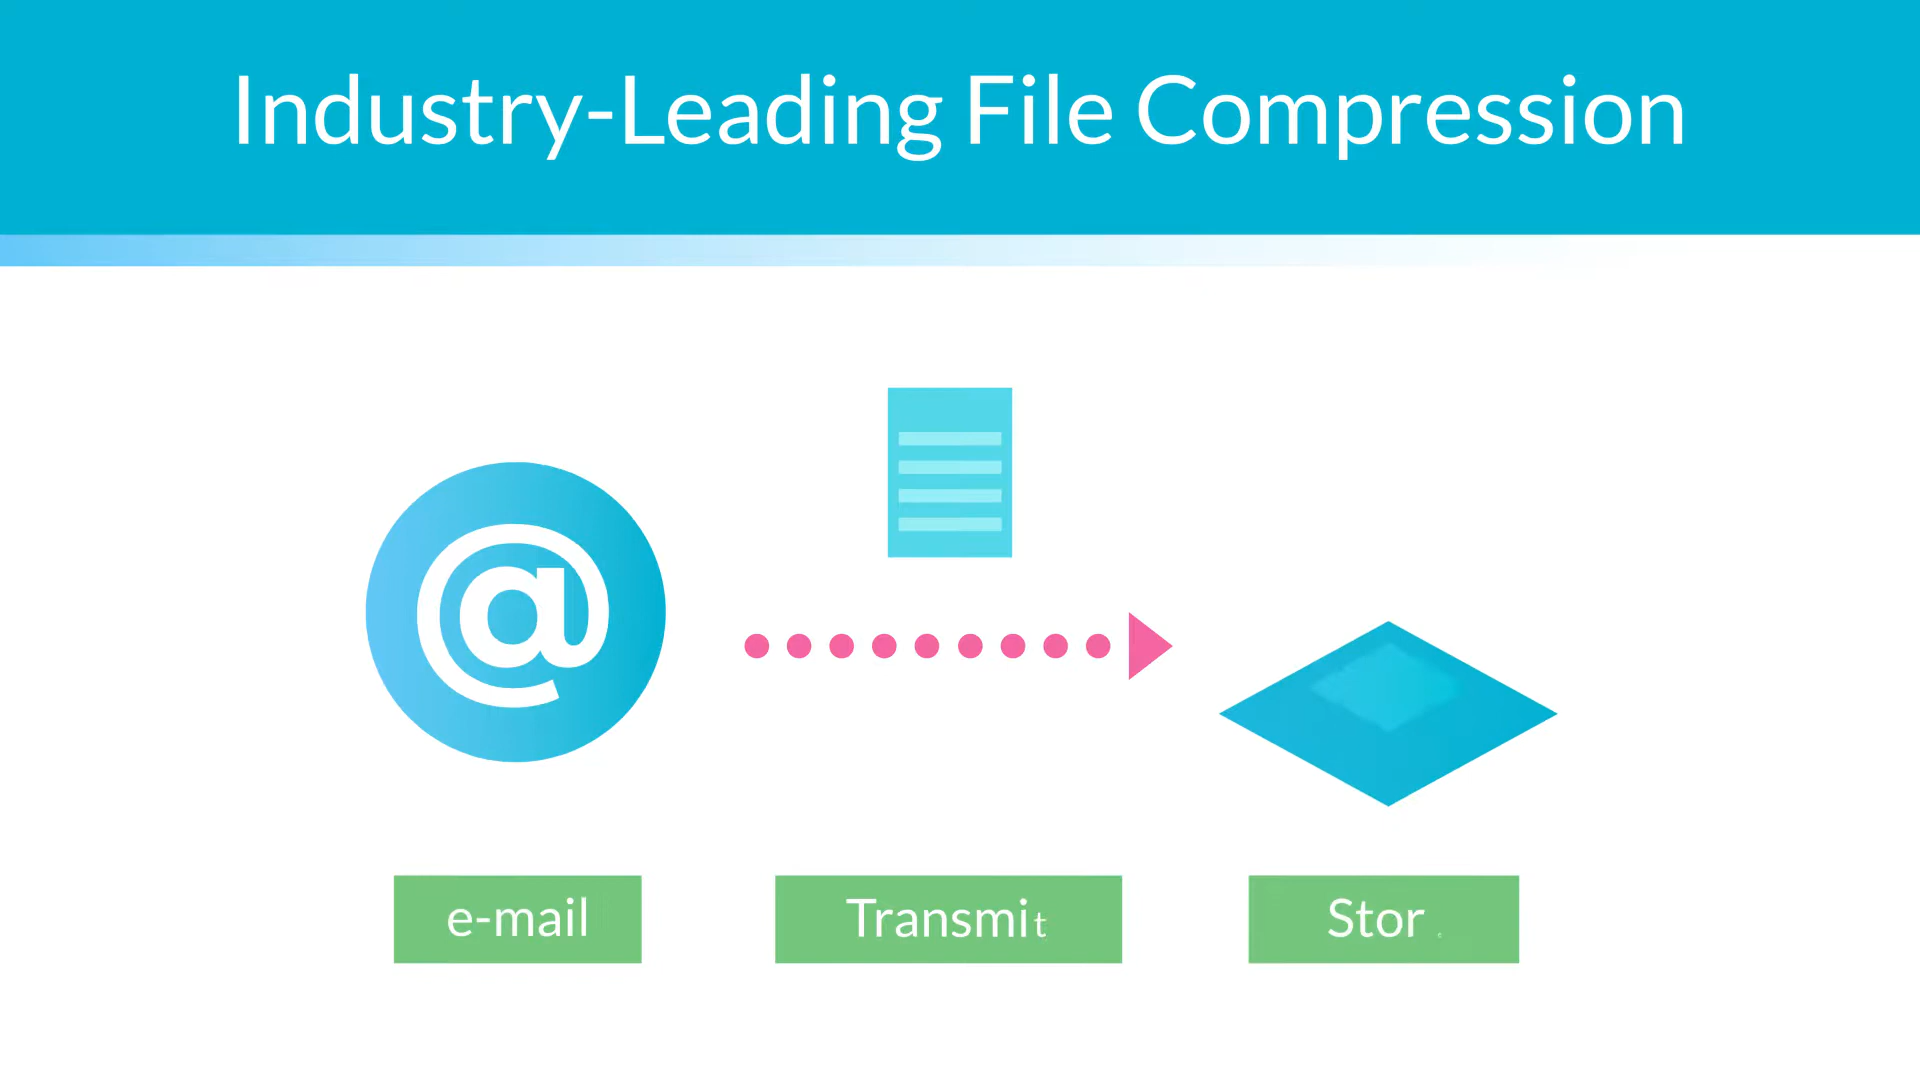 Industry-Leading File Compression
@
e-mail
Transmit
Stor